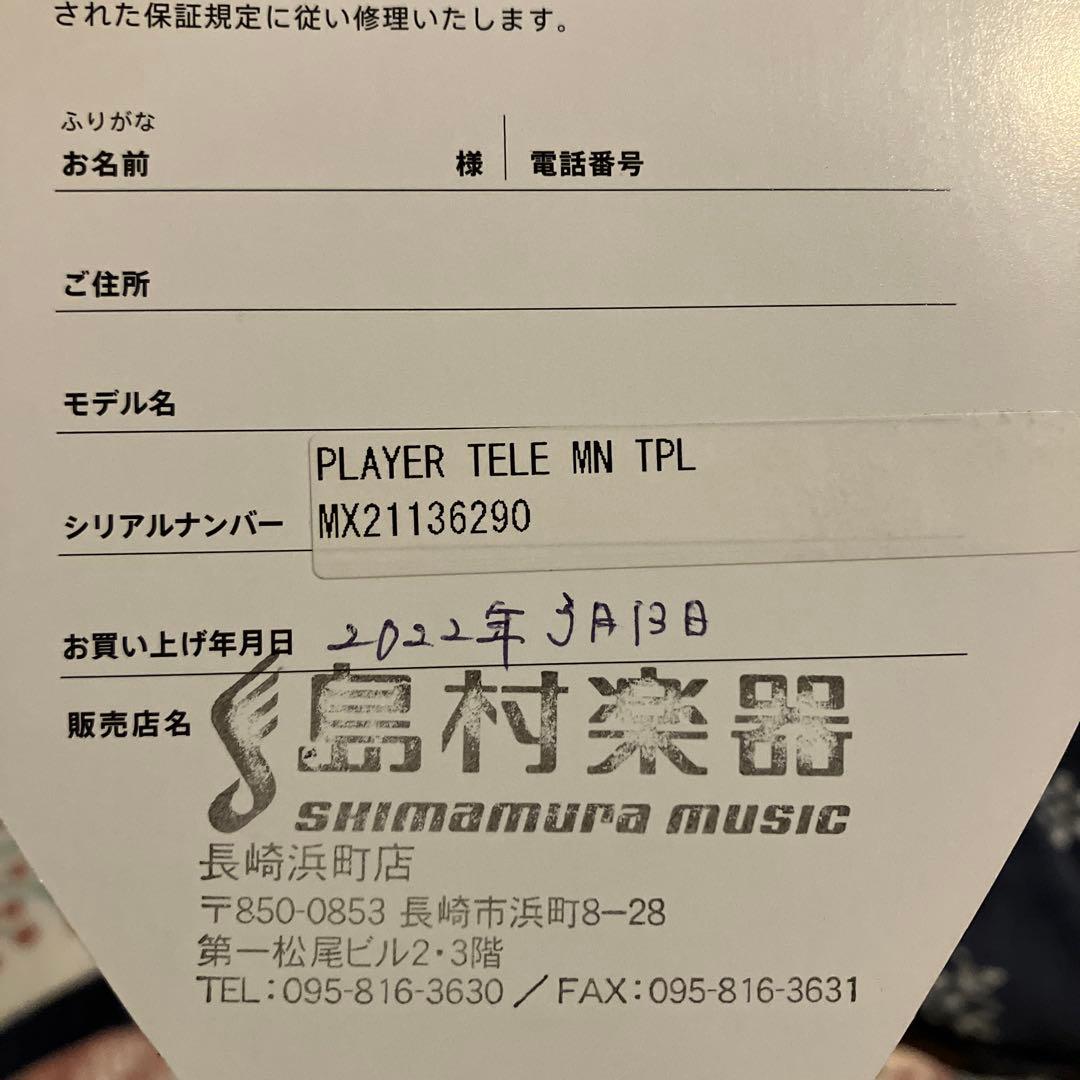 された保証規定に従い修理いたします。
ふりがな
お名前 様 電話番号
ご住所
モデル名 PLAYER TELE MN TPL
シリアルナンバー MX21136290
お買い上げ年月日 2022年3月13日
販売店名 島村楽器
SHIMAMURA MUSIC
長崎浜町店
〒850-0853 長崎市浜町8-28
第一松尾ビル2・3階
TEL:095-816-3630/FAX:095-816-3631